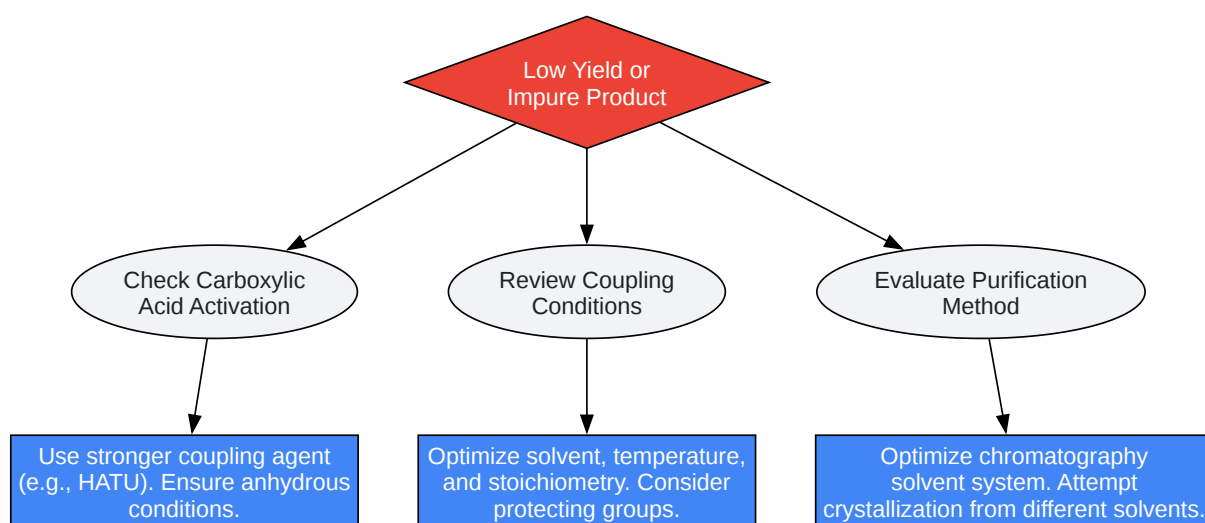 Low Yield or
Impure Product
Check Carboxylic
Acid Activation
Review Coupling
Conditions
Evaluate Purification
Method
Use stronger coupling agent
(e.g., HATU). Ensure anhydrous
conditions.
Optimize solvent, temperature,
and stoichiometry. Consider
protecting groups.
Optimize chromatography
solvent system. Attempt
crystallization from different solvents.